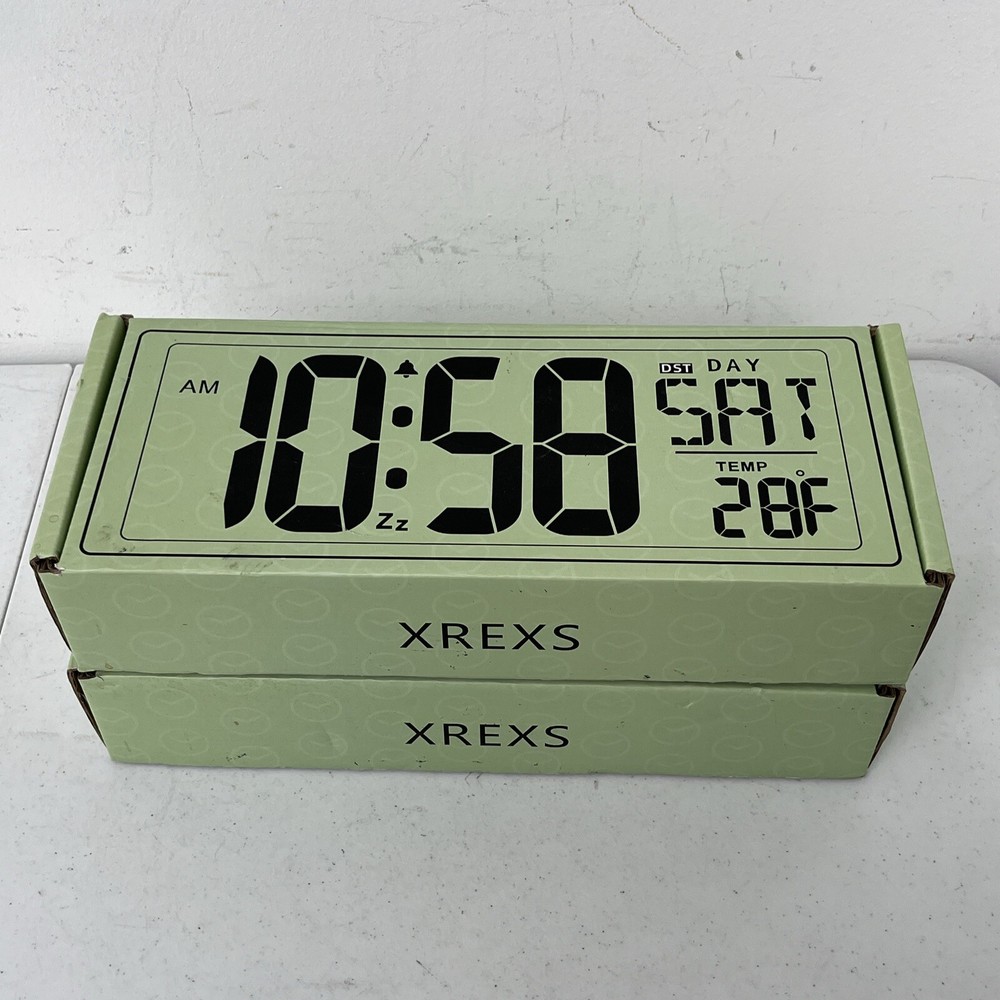 AM 10:58 DST DAY
SAT
TEMP
Zz 28°F
XREXS
XREXS